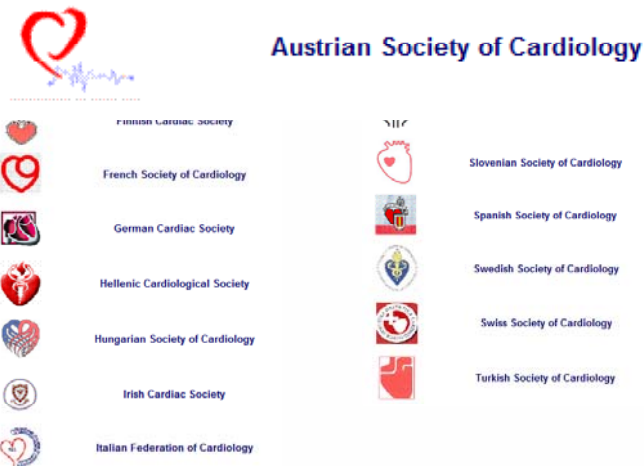 Austrian Society of Cardiology
Finnish Cardiac Society
French Society of Cardiology
German Cardiac Society
Hellenic Cardiological Society
Hungarian Society of Cardiology
Irish Cardiac Society
Italian Federation of Cardiology
Slovenian Society of Cardiology
Spanish Society of Cardiology
Swedish Society of Cardiology
Swiss Society of Cardiology
Turkish Society of Cardiology